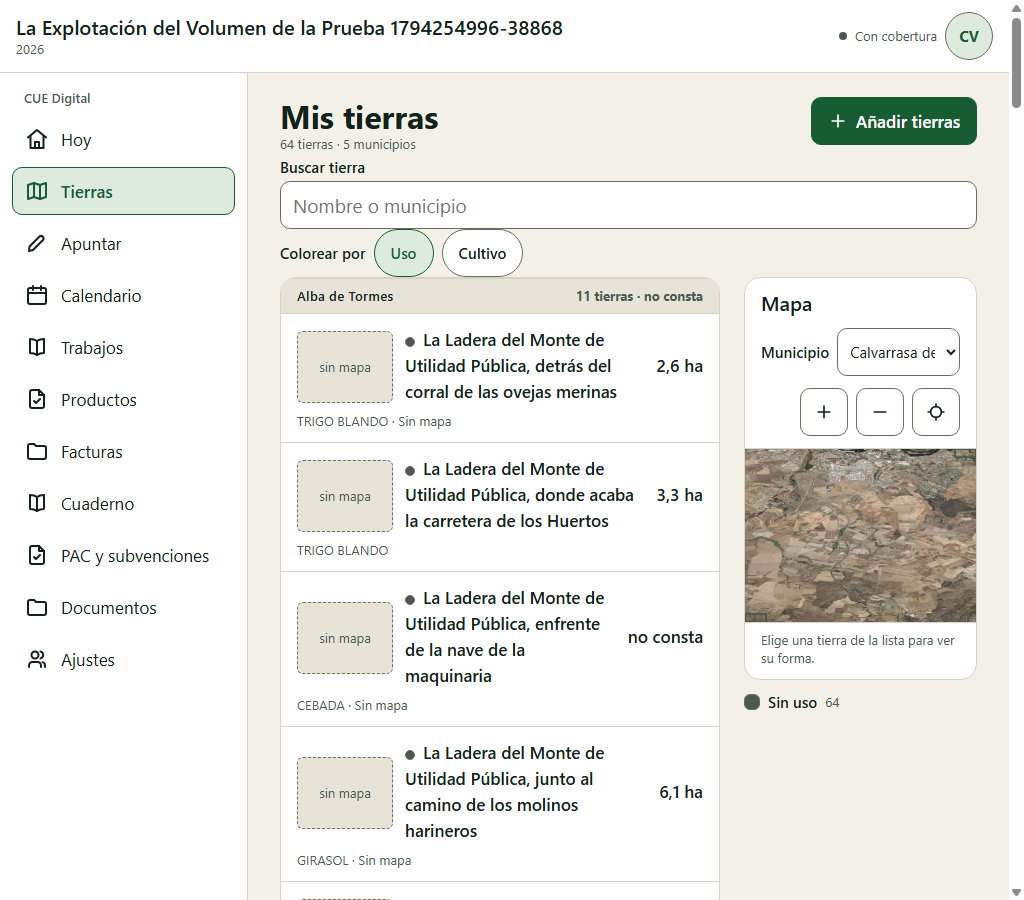 La Explotación del Volumen de la Prueba 1794254996-38868
2026
Con cobertura
CV
CUE Digital
Hoy
Tierras
Apuntar
Calendario
Trabajos
Productos
Facturas
Cuaderno
PAC y subvenciones
Documentos
Ajustes
Mis tierras
64 tierras · 5 municipios
Añadir tierras
Buscar tierra
Nombre o municipio
Colorear por
Uso
Cultivo
Alba de Tormes
11 tierras · no consta
sin mapa
La Ladera del Monte de
Utilidad Pública, detrás del
corral de las ovejas merinas
2,6 ha
TRIGO BLANDO · Sin mapa
sin mapa
La Ladera del Monte de
Utilidad Pública, donde acaba
la carretera de los Huertos
3,3 ha
TRIGO BLANDO
sin mapa
La Ladera del Monte de
Utilidad Pública, enfrente
de la nave de la
maquinaria
no consta
CEBADA · Sin mapa
sin mapa
La Ladera del Monte de
Utilidad Pública, junto al
camino de los molinos
harineros
6,1 ha
GIRASOL · Sin mapa
Mapa
Municipio
Calvarrasa de
Elige una tierra de la lista para ver
su forma.
Sin uso 64